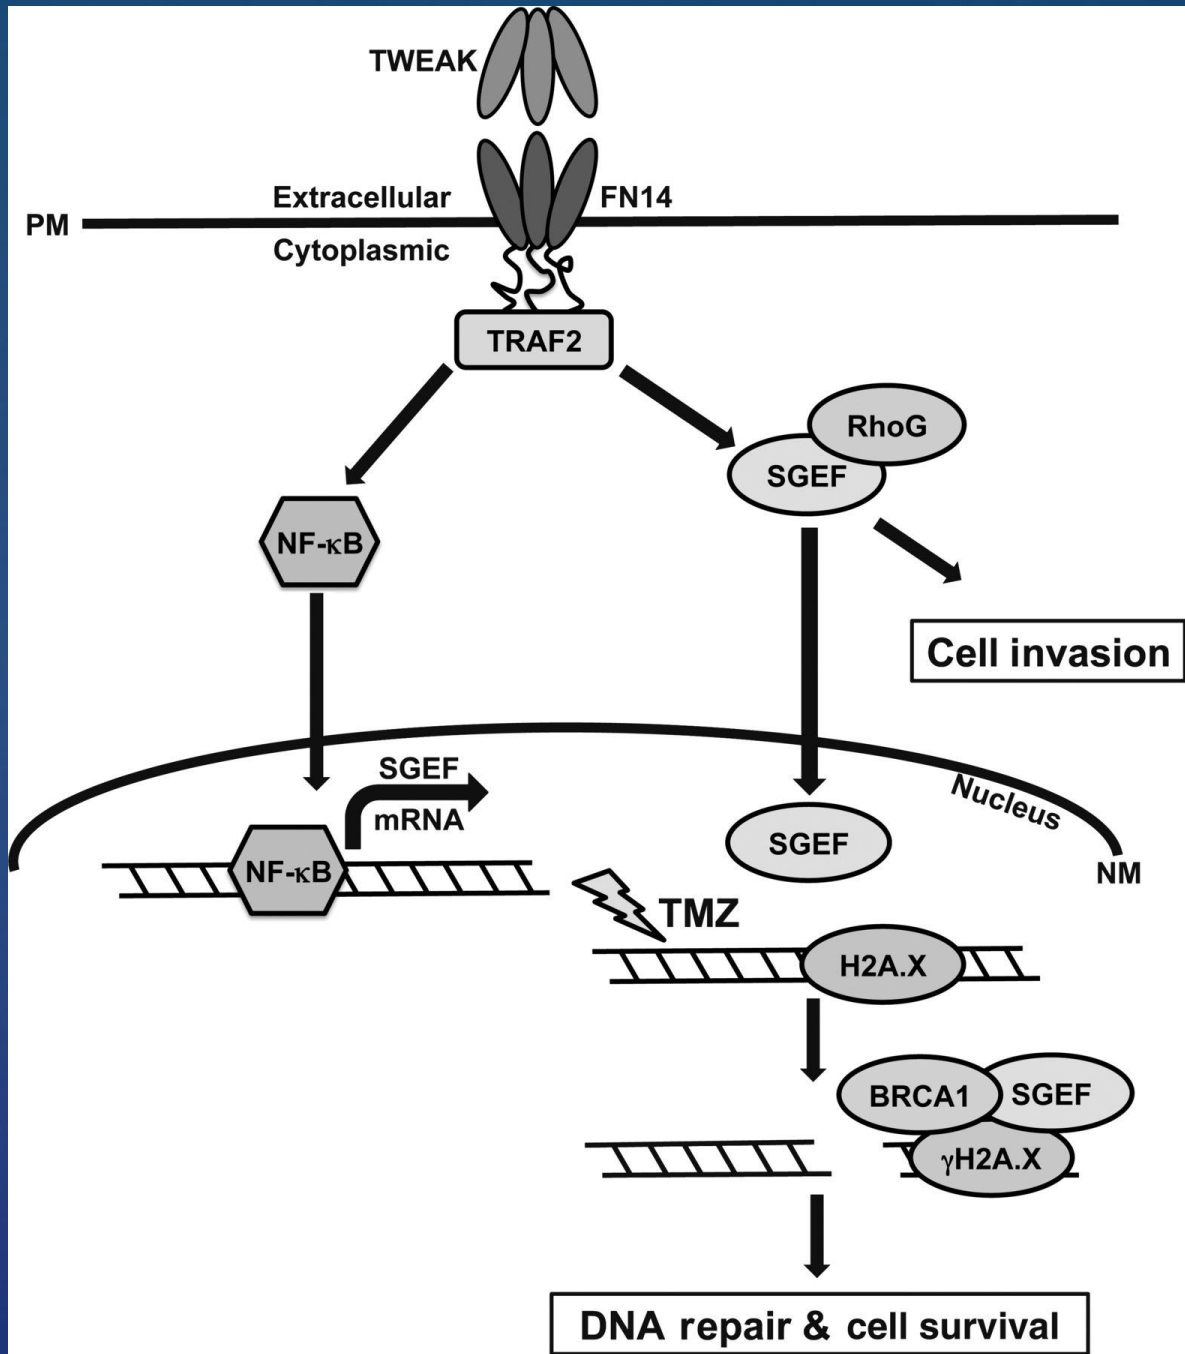 TWEAK
Extracellular
FN14
PM
Cytoplasmic
TRAF2
RhoG
SGEF
NF-κB
Cell invasion
SGEF
mRNA
Nucleus
SGEF
NF-κB
NM
TMZ
H2A.X
BRCA1
SGEF
γH2A.X
DNA repair & cell survival